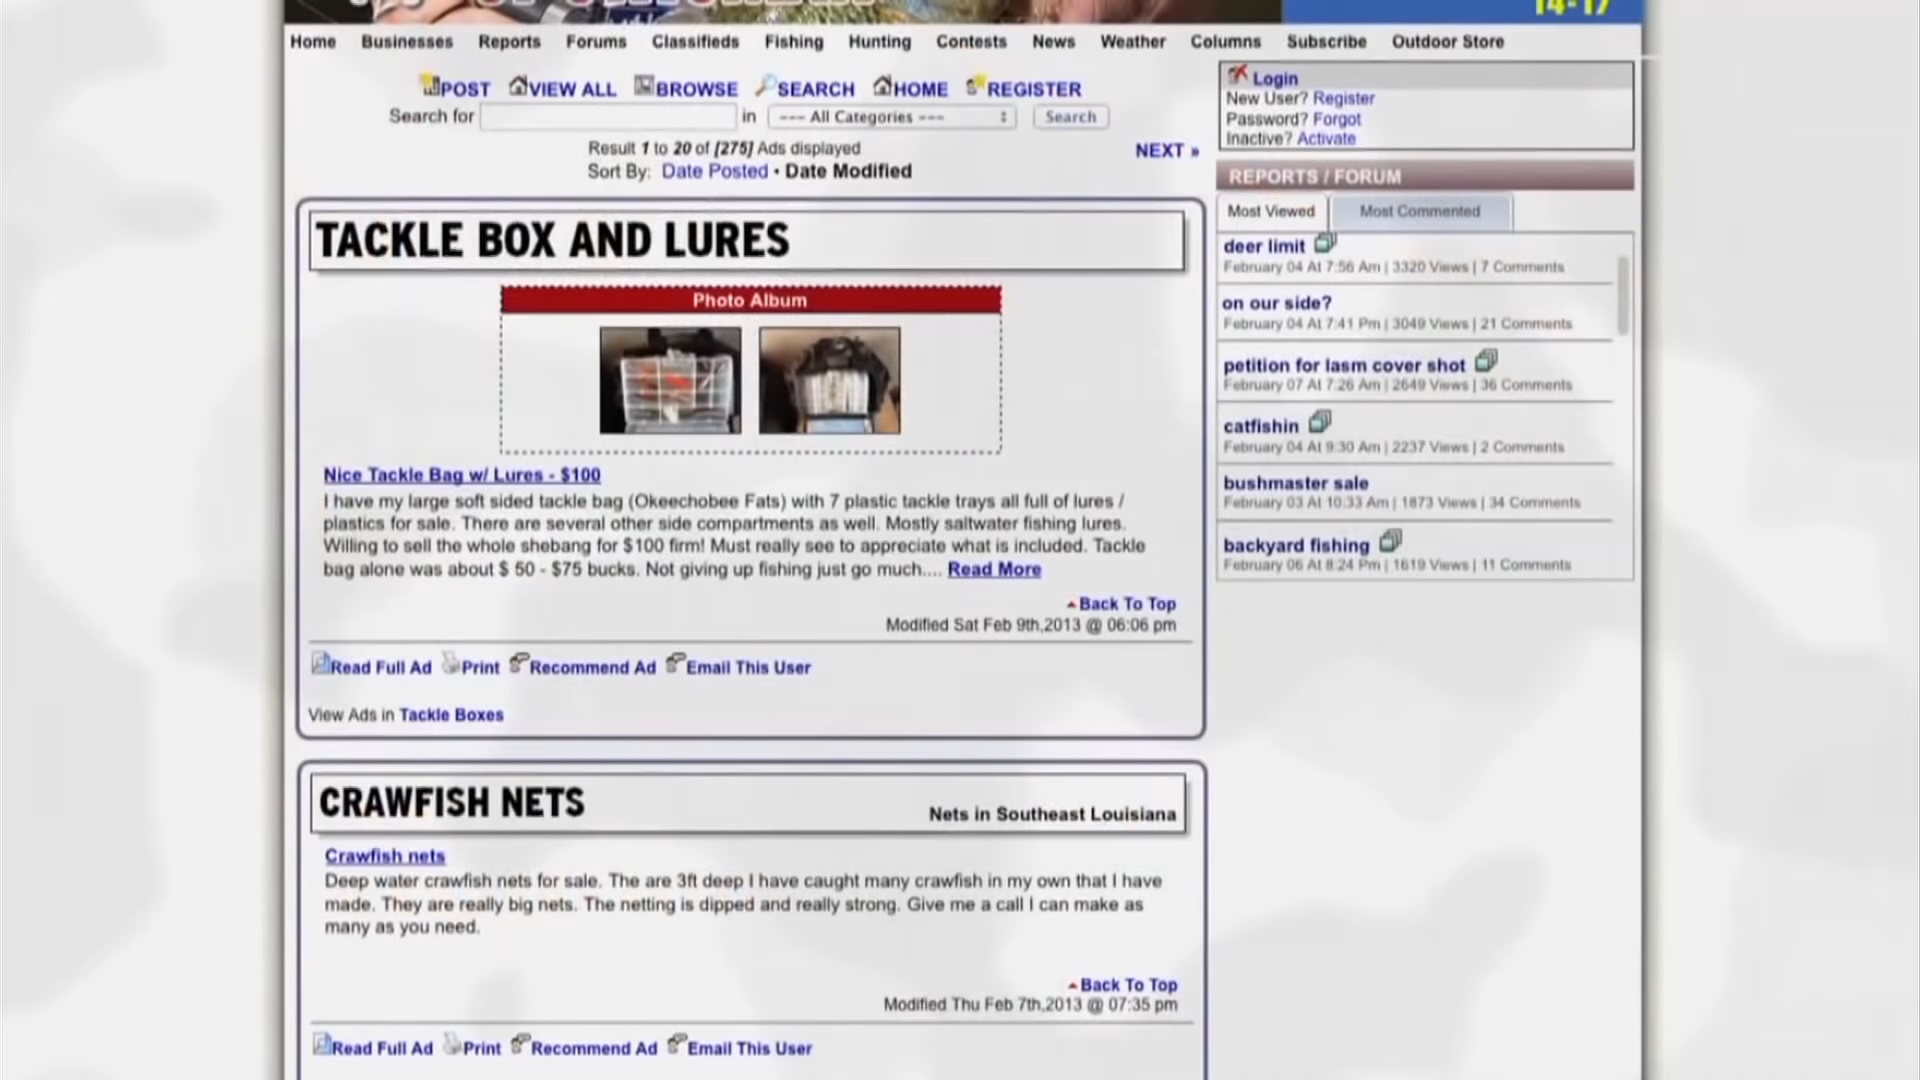 14-17
Home Businesses Reports Forums Classifieds Fishing Hunting Contests News Weather Columns Subscribe Outdoor Store
POST VIEW ALL BROWSE SEARCH HOME REGISTER
Search for in --- All Categories --- Search
Result 1 to 20 of [275] Ads displayed
NEXT »
Sort By: Date Posted • Date Modified
TACKLE BOX AND LURES
Photo Album
Nice Tackle Bag w/ Lures - $100
I have my large soft sided tackle bag (Okeechobee Fats) with 7 plastic tackle trays all full of lures /
plastics for sale. There are several other side compartments as well. Mostly saltwater fishing lures.
Willing to sell the whole shebang for $100 firm! Must really see to appreciate what is included. Tackle
bag alone was about $ 50 - $75 bucks. Not giving up fishing just go much.... Read More
Back To Top
Modified Sat Feb 9th,2013 @ 06:06 pm
Read Full Ad Print Recommend Ad Email This User
View Ads in Tackle Boxes
CRAWFISH NETS
Nets in Southeast Louisiana
Crawfish nets
Deep water crawfish nets for sale. The are 3ft deep I have caught many crawfish in my own that I have
made. They are really big nets. The netting is dipped and really strong. Give me a call I can make as
many as you need.
Back To Top
Modified Thu Feb 7th,2013 @ 07:35 pm
Read Full Ad Print Recommend Ad Email This User
Login
New User? Register
Password? Forgot
Inactive? Activate
REPORTS / FORUM
Most Viewed Most Commented
deer limit
February 04 At 7:56 Am | 3320 Views | 7 Comments
on our side?
February 04 At 7:41 Pm | 3049 Views | 21 Comments
petition for lasm cover shot
February 07 At 7:26 Am | 2649 Views | 36 Comments
catfishin
February 04 At 9:30 Am | 2237 Views | 2 Comments
bushmaster sale
February 03 At 10:33 Am | 1873 Views | 34 Comments
backyard fishing
February 06 At 8:24 Pm | 1619 Views | 11 Comments